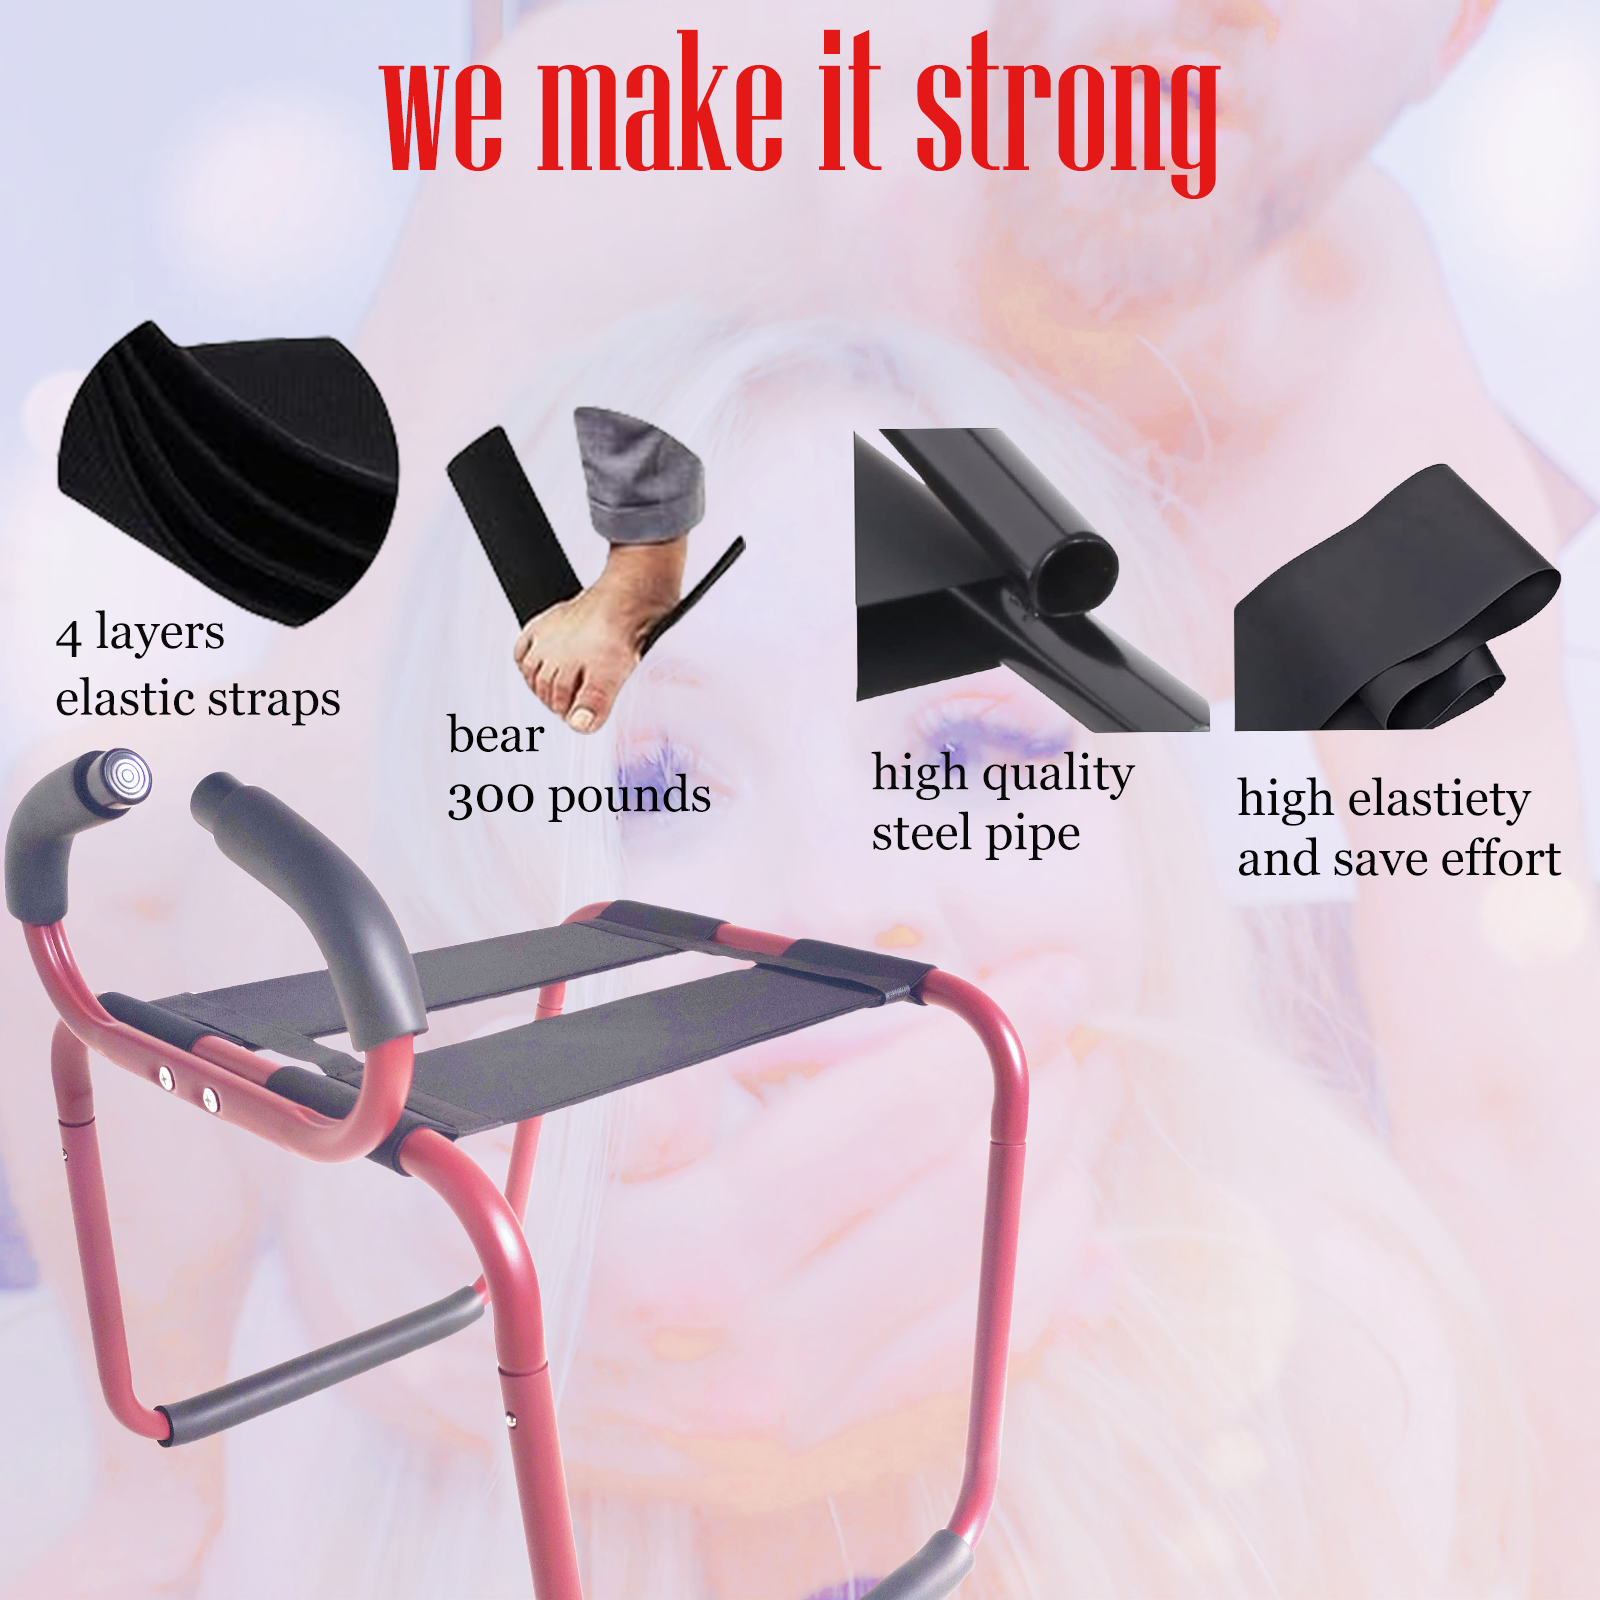 we make it strong
4 layers
elastic straps
bear
300 pounds
high quality
steel pipe
high elastiety
and save effort